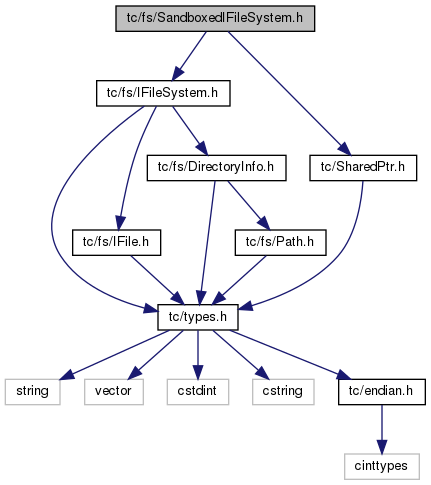 tc/fs/SandboxedIFileSystem.h
tc/fs/IFileSystem.h
tc/fs/DirectoryInfo.h
tc/SharedPtr.h
tc/fs/IFile.h
tc/fs/Path.h
tc/types.h
string
vector
cstdint
cstring
tc/endian.h
cinttypes